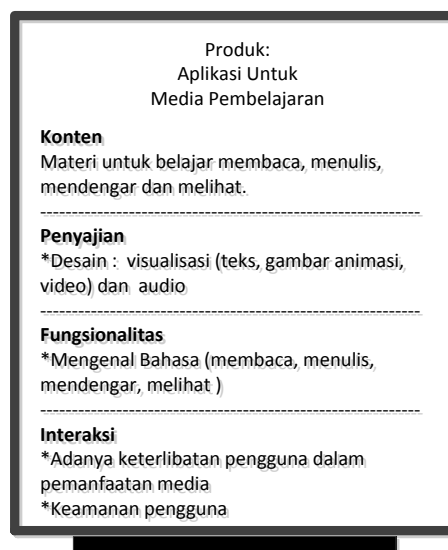 Produk:
Aplikasi Untuk
Media Pembelajaran
Konten
Materi untuk belajar membaca, menulis,
mendengar dan melihat.
------------------------------------------------------------
Penyajian
*Desain : visualisasi (teks, gambar animasi,
video) dan audio
------------------------------------------------------------
Fungsionalitas
*Mengenal Bahasa (membaca, menulis,
mendengar, melihat )
------------------------------------------------------------
Interaksi
*Adanya keterlibatan pengguna dalam
pemanfaatan media
*Keamanan pengguna